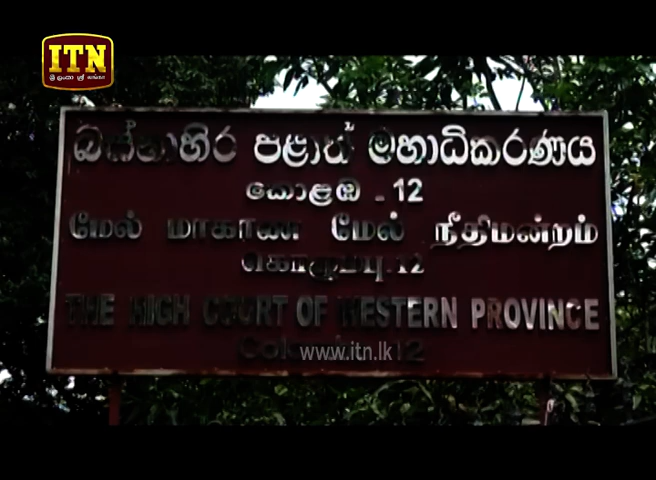 ITN
ශ්‍රී ලංකා ශ්‍රී சங்கா
බස්නාහිර පළාත් මහාධිකරණය
කොළඹ - 12
மேல் மாகாண மேல் நீதிமன்றம்
கொழும்பு-12
THE HIGH COURT OF WESTERN PROVINCE
www.itn.lk
12